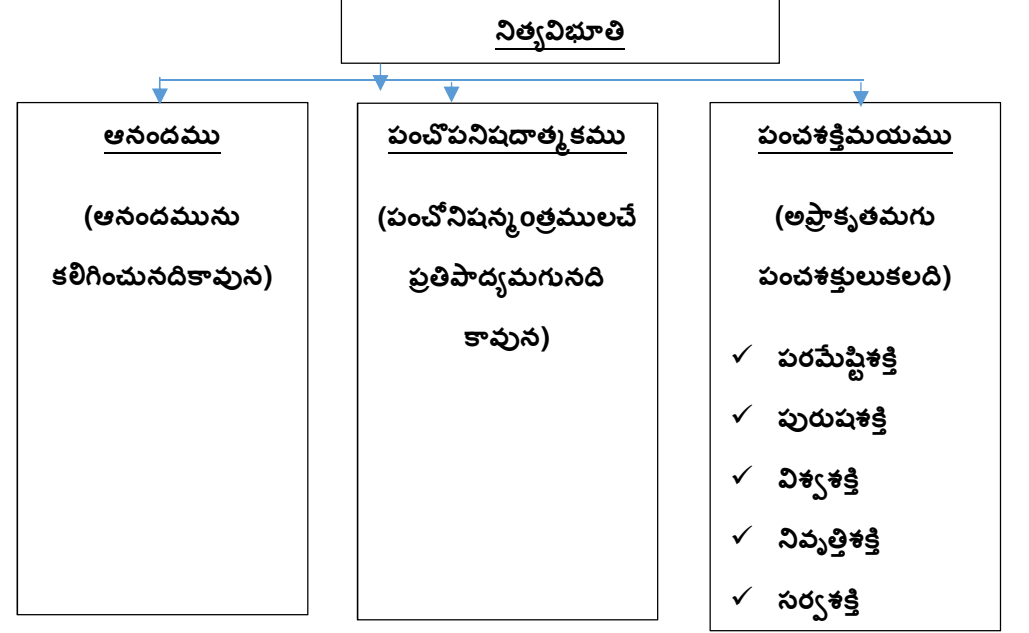 నిత్యవిభూతి
ఆనందము
(ఆనందమును
కలిగించునదికావున)
పంచొపనిషదాత్మకము
(పంచోనిషన్మంత్రములచే
ప్రతిపాద్యమగునది
కావున)
పంచశక్తిమయము
(అప్రాకృతమగు
పంచశక్తులుకలది)
✓ పరమేష్టిశక్తి
✓ పురుషశక్తి
✓ విశ్వశక్తి
✓ నివృత్తిశక్తి
✓ సర్వశక్తి